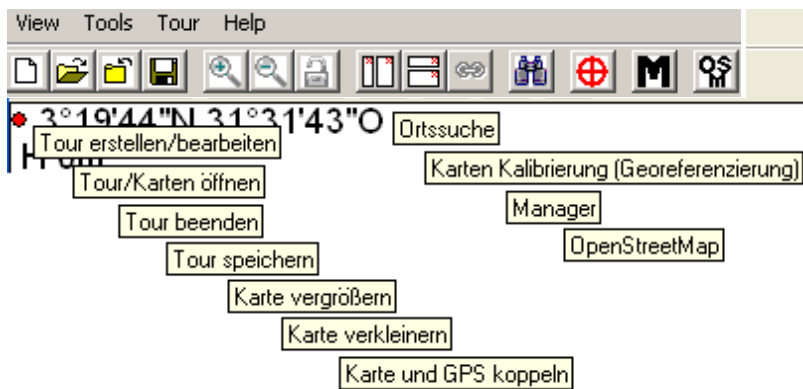 View Tools Tour Help
M OSM
3°19'44"N 31°31'43"O
Tour erstellen/bearbeiten
Ortssuche
Karten Kalibrierung (Georeferenzierung)
Tour/Karten öffnen
Manager
Tour beenden
OpenStreetMap
Tour speichern
Karte vergrößern
Karte verkleinern
Karte und GPS koppeln